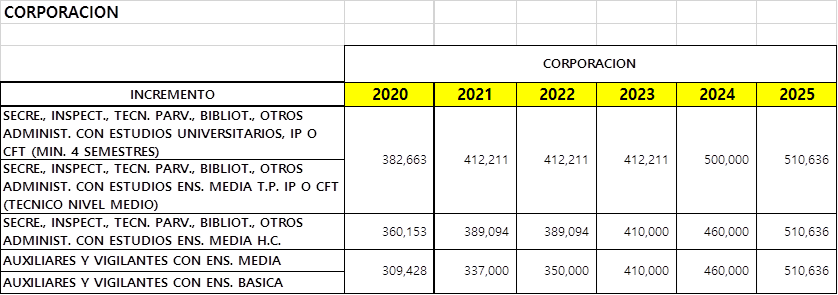 CORPORACION
CORPORACION
INCREMENTO 2020 2021 2022 2023 2024 2025
SECRE., INSPECT., TECN. PARV., BIBLIOT., OTROS
ADMINIST. CON ESTUDIOS UNIVERSITARIOS, IP O
CFT (MIN. 4 SEMESTRES)
382,663 412,211 412,211 412,211 500,000 510,636
SECRE., INSPECT., TECN. PARV., BIBLIOT., OTROS
ADMINIST. CON ESTUDIOS ENS. MEDIA T.P. IP O CFT
(TECNICO NIVEL MEDIO)
SECRE., INSPECT., TECN. PARV., BIBLIOT., OTROS
ADMINIST. CON ESTUDIOS ENS. MEDIA H.C.
360,153 389,094 389,094 410,000 460,000 510,636
AUXILIARES Y VIGILANTES CON ENS. MEDIA
309,428 337,000 350,000 410,000 460,000 510,636
AUXILIARES Y VIGILANTES CON ENS. BASICA